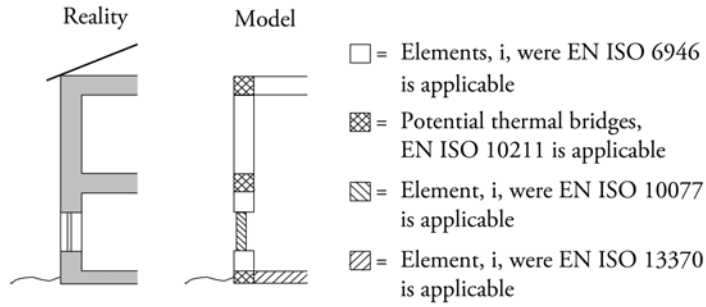 Reality
Model
= Elements, i, were EN ISO 6946
is applicable
= Potential thermal bridges,
EN ISO 10211 is applicable
= Element, i, were EN ISO 10077
is applicable
= Element, i, were EN ISO 13370
is applicable